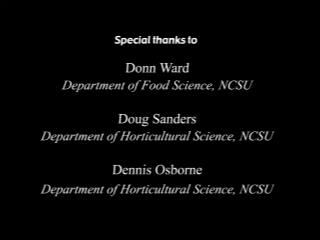 Special thanks to
Donn Ward
Department of Food Science, NCSU
Doug Sanders
Department of Horticultural Science, NCSU
Dennis Osborne
Department of Horticultural Science, NCSU